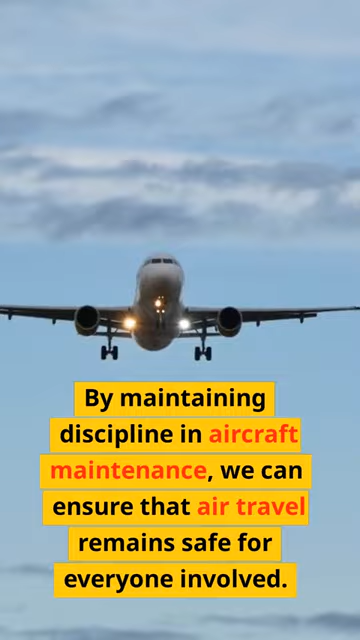 By maintaining
discipline in aircraft
maintenance, we can
ensure that air travel
remains safe for
everyone involved.